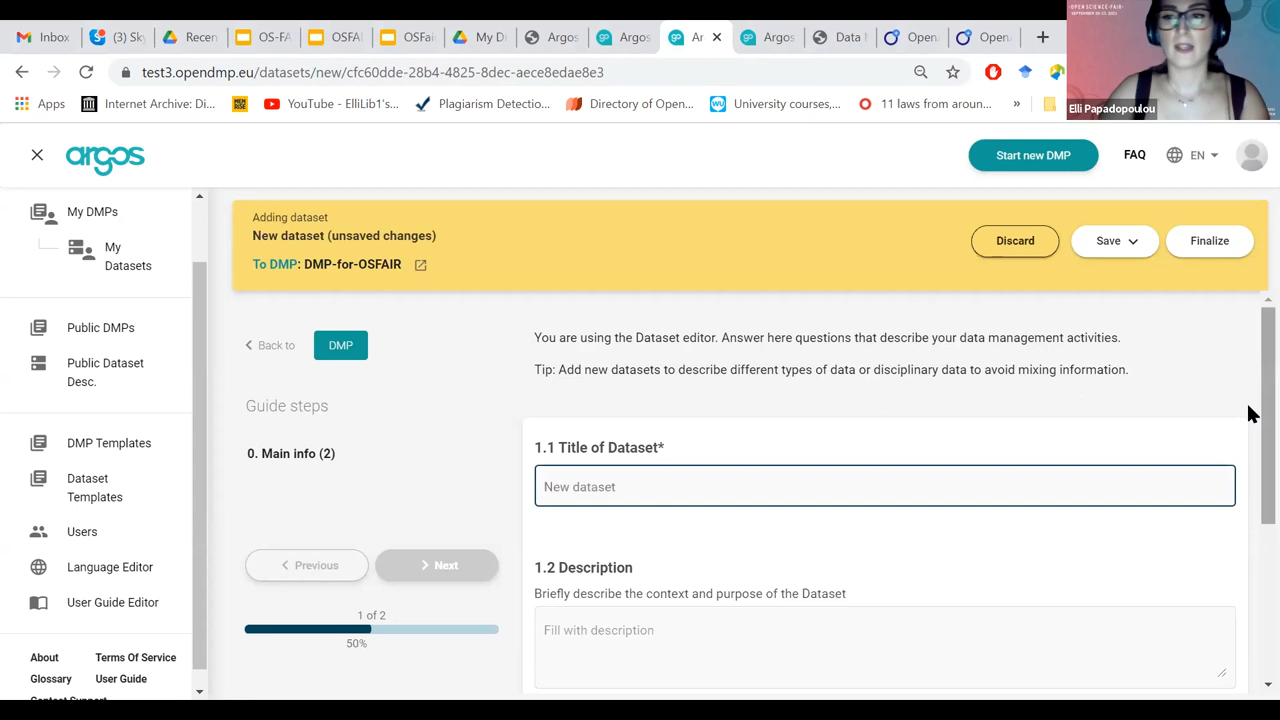 Inbox
(3) Sky
Recen
OS-FA
OSFAI
OSFai
My D
Argos
Argos
Ar
Argos
Data M
OpenA
Open
OPEN SCIENCE FAIR
test3.opendmp.eu/datasets/new/cf60dde-28b4-4825-8dec-aece8edae8e3
Apps
Internet Archive: Di...
YouTube - ElliLib1's...
Plagiarism Detectio...
Directory of Open...
University courses,...
11 laws from aroun...
»
Elli Papadopoulou
argos
Start new DMP
FAQ
EN
My DMPs
My
Datasets
Public DMPs
Public Dataset
Desc.
DMP Templates
Dataset
Templates
Users
Language Editor
User Guide Editor
About
Terms Of Service
Glossary
User Guide
Contact Support
Adding dataset
New dataset (unsaved changes)
To DMP: DMP-for-OSFAIR
Discard
Save
Finalize
Back to
DMP
You are using the Dataset editor. Answer here questions that describe your data management activities.
Tip: Add new datasets to describe different types of data or disciplinary data to avoid mixing information.
Guide steps
0. Main info (2)
Previous
Next
1 of 2
50%
1.1 Title of Dataset*
New dataset
1.2 Description
Briefly describe the context and purpose of the Dataset
Fill with description